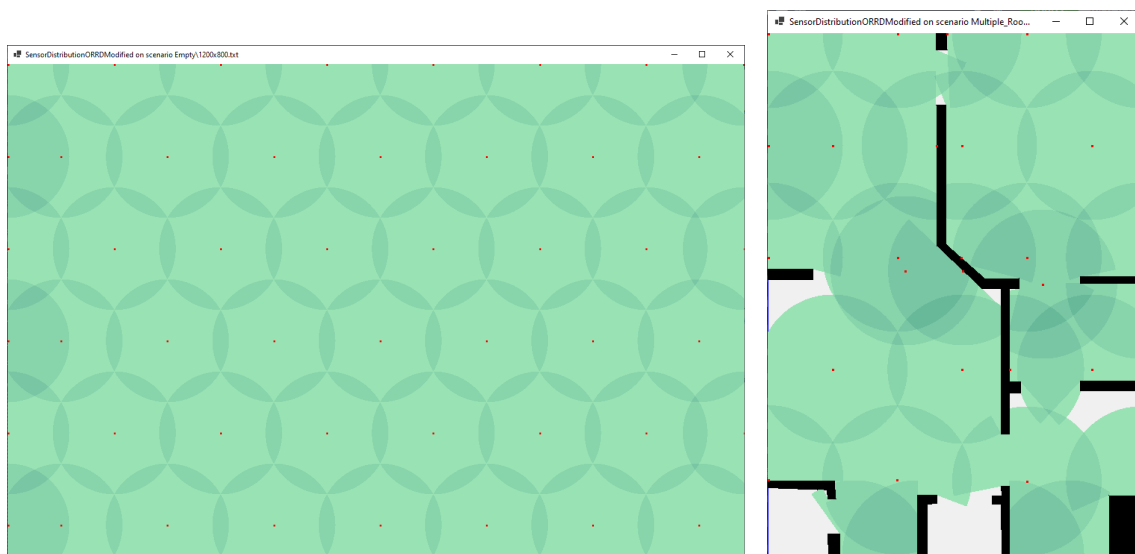 SensorDistributionORRDModified on scenario Empty\1200x800.txt
SensorDistributionORRDModified on scenario Multiple_Roo...